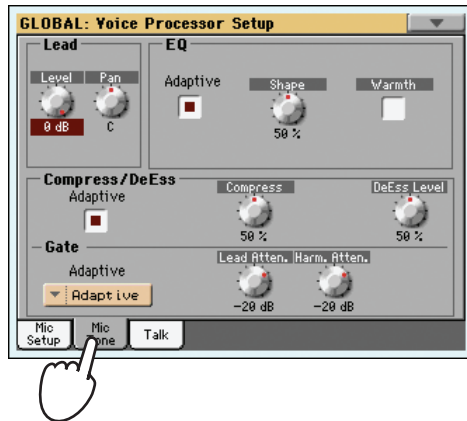 GLOBAL: Voice Processor Setup
Lead
EQ
Level Pan
0 dB C
Adaptive
Shape
50 %
Warmth
Compress/DeEss
Adaptive
Compress
50 %
DeEss Level
50 %
Gate
Adaptive
Adaptive
Lead Atten. Harm. Atten.
-20 dB -20 dB
Mic Setup
Mic
Talk